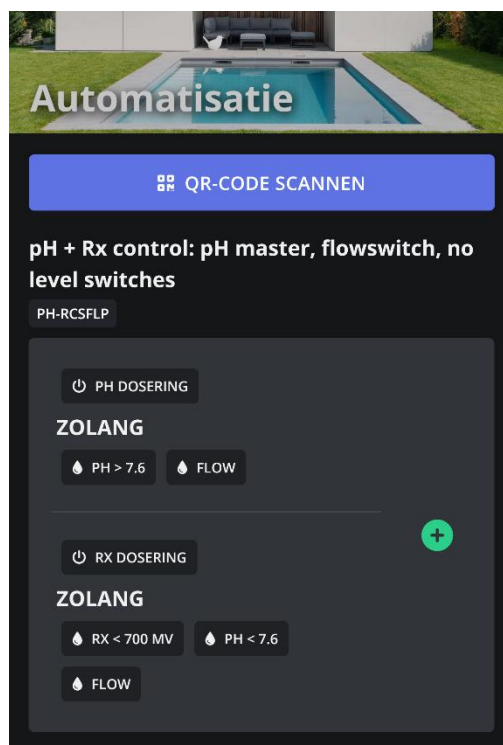 Automatisatie
QR-CODE SCANNEN
pH + Rx control: pH master, flowswitch, no
level switches
PH-RCSFLP
PH DOSERING
ZOLANG
PH > 7.6 FLOW
RX DOSERING
ZOLANG
RX < 700 MV PH < 7.6
FLOW